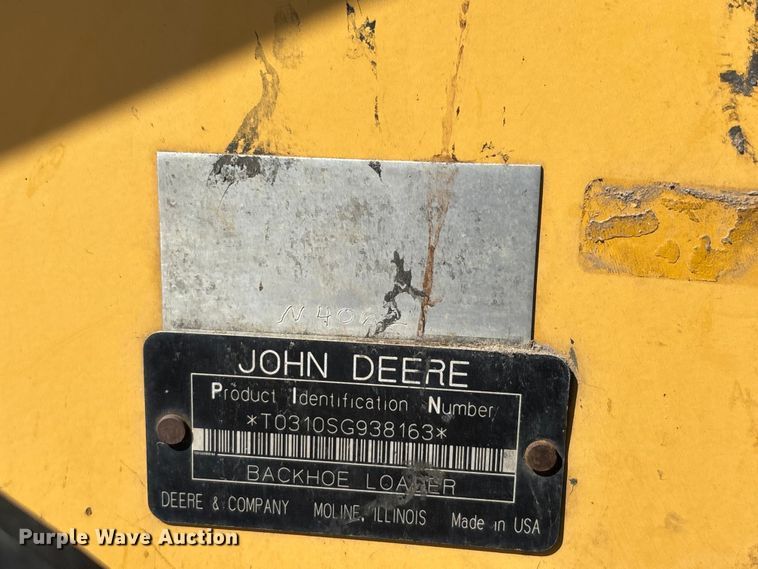 JOHN DEERE
Product Identification Number
*T0310SG938163*
BACKHOE LOADER
DEERE & COMPANY MOLINE, ILLINOIS Made in USA
Purple Wave Auction®